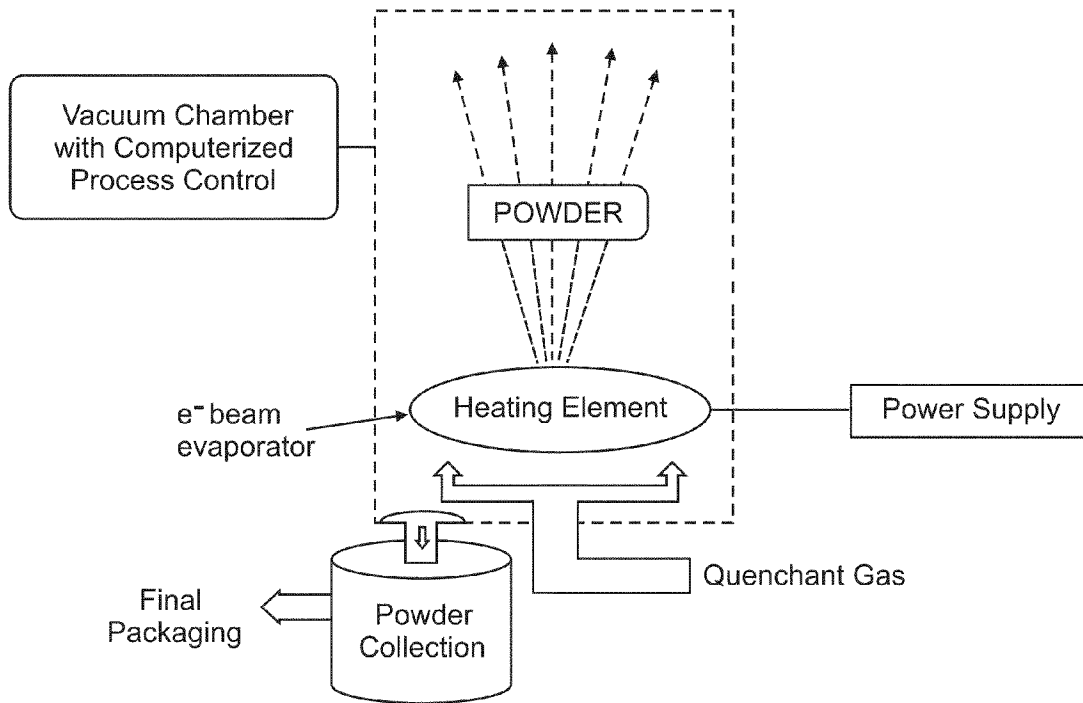 Vacuum Chamber
with Computerized
Process Control
POWDER
Heating Element
Power Supply
e⁻ beam
evaporator
Quenchant Gas
Final
Packaging
Powder
Collection